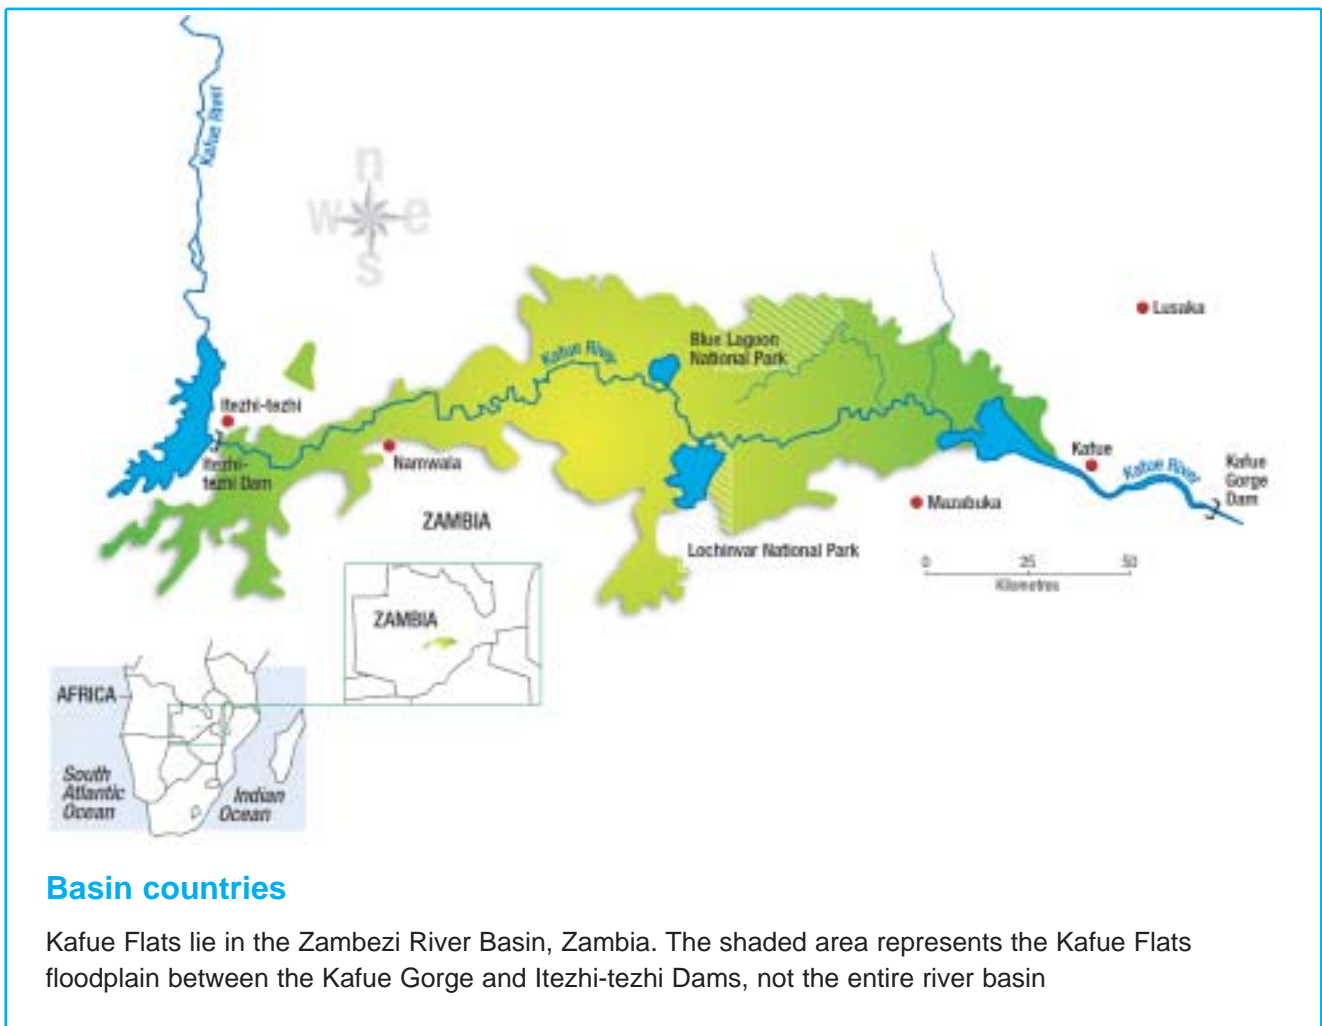 Kafue River
n
w e
s
Lusaka
Blue Lagoon
National Park
Kafue River
Itezhi-tezhi
Itezhi-
tezhi Dam
Namwala
Kafue
Kafue River
Kafue
Gorge
Dam
Mazabuka
ZAMBIA
Lochinvar National Park
0 25 50
Kilometres
ZAMBIA
AFRICA
South
Atlantic
Ocean
Indian
Ocean
Basin countries
Kafue Flats lie in the Zambezi River Basin, Zambia. The shaded area represents the Kafue Flats
floodplain between the Kafue Gorge and Itezhi-tezhi Dams, not the entire river basin